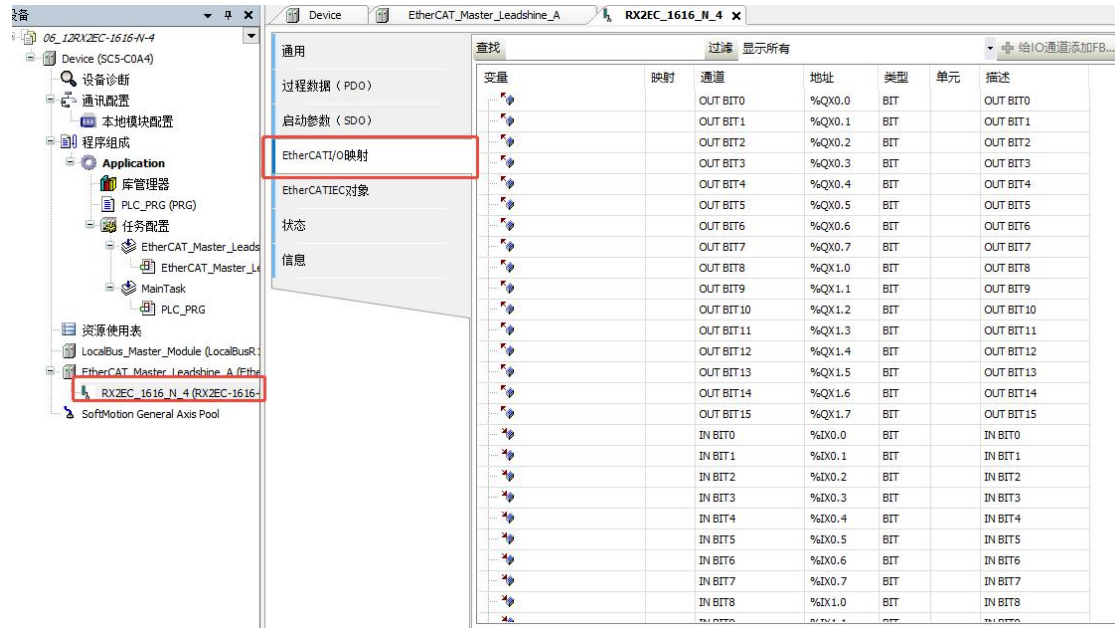 设备
06_12RX2EC-1616-N-4
Device (SC5-C0A4)
设备诊断
通讯配置
本地模块配置
程序组成
Application
库管理器
PLC_PRG (PRG)
任务配置
EtherCAT_Master_Leads
EtherCAT_Master_Le
MainTask
PLC_PRG
资源使用表
LocalBus_Master_Module (LocalBusR1
EtherCAT_Master_Leadshine_A (Ethe
RX2EC_1616_N_4 (RX2EC-1616-
SoftMotion General Axis Pool
Device EtherCAT_Master_Leadshine_A RX2EC_1616_N_4
通用
过程数据（PDO）
启动参数（SDO）
EtherCATI/O映射
EtherCATIEC对象
状态
信息
查找 过滤 显示所有 给IO通道添加FB...
变量 映射 通道 地址 类型 单元 描述
OUT BIT0 %QX0.0 BIT OUT BIT0
OUT BIT1 %QX0.1 BIT OUT BIT1
OUT BIT2 %QX0.2 BIT OUT BIT2
OUT BIT3 %QX0.3 BIT OUT BIT3
OUT BIT4 %QX0.4 BIT OUT BIT4
OUT BIT5 %QX0.5 BIT OUT BIT5
OUT BIT6 %QX0.6 BIT OUT BIT6
OUT BIT7 %QX0.7 BIT OUT BIT7
OUT BIT8 %QX1.0 BIT OUT BIT8
OUT BIT9 %QX1.1 BIT OUT BIT9
OUT BIT10 %QX1.2 BIT OUT BIT10
OUT BIT11 %QX1.3 BIT OUT BIT11
OUT BIT12 %QX1.4 BIT OUT BIT12
OUT BIT13 %QX1.5 BIT OUT BIT13
OUT BIT14 %QX1.6 BIT OUT BIT14
OUT BIT15 %QX1.7 BIT OUT BIT15
IN BIT0 %IX0.0 BIT IN BIT0
IN BIT1 %IX0.1 BIT IN BIT1
IN BIT2 %IX0.2 BIT IN BIT2
IN BIT3 %IX0.3 BIT IN BIT3
IN BIT4 %IX0.4 BIT IN BIT4
IN BIT5 %IX0.5 BIT IN BIT5
IN BIT6 %IX0.6 BIT IN BIT6
IN BIT7 %IX0.7 BIT IN BIT7
IN BIT8 %IX1.0 BIT IN BIT8